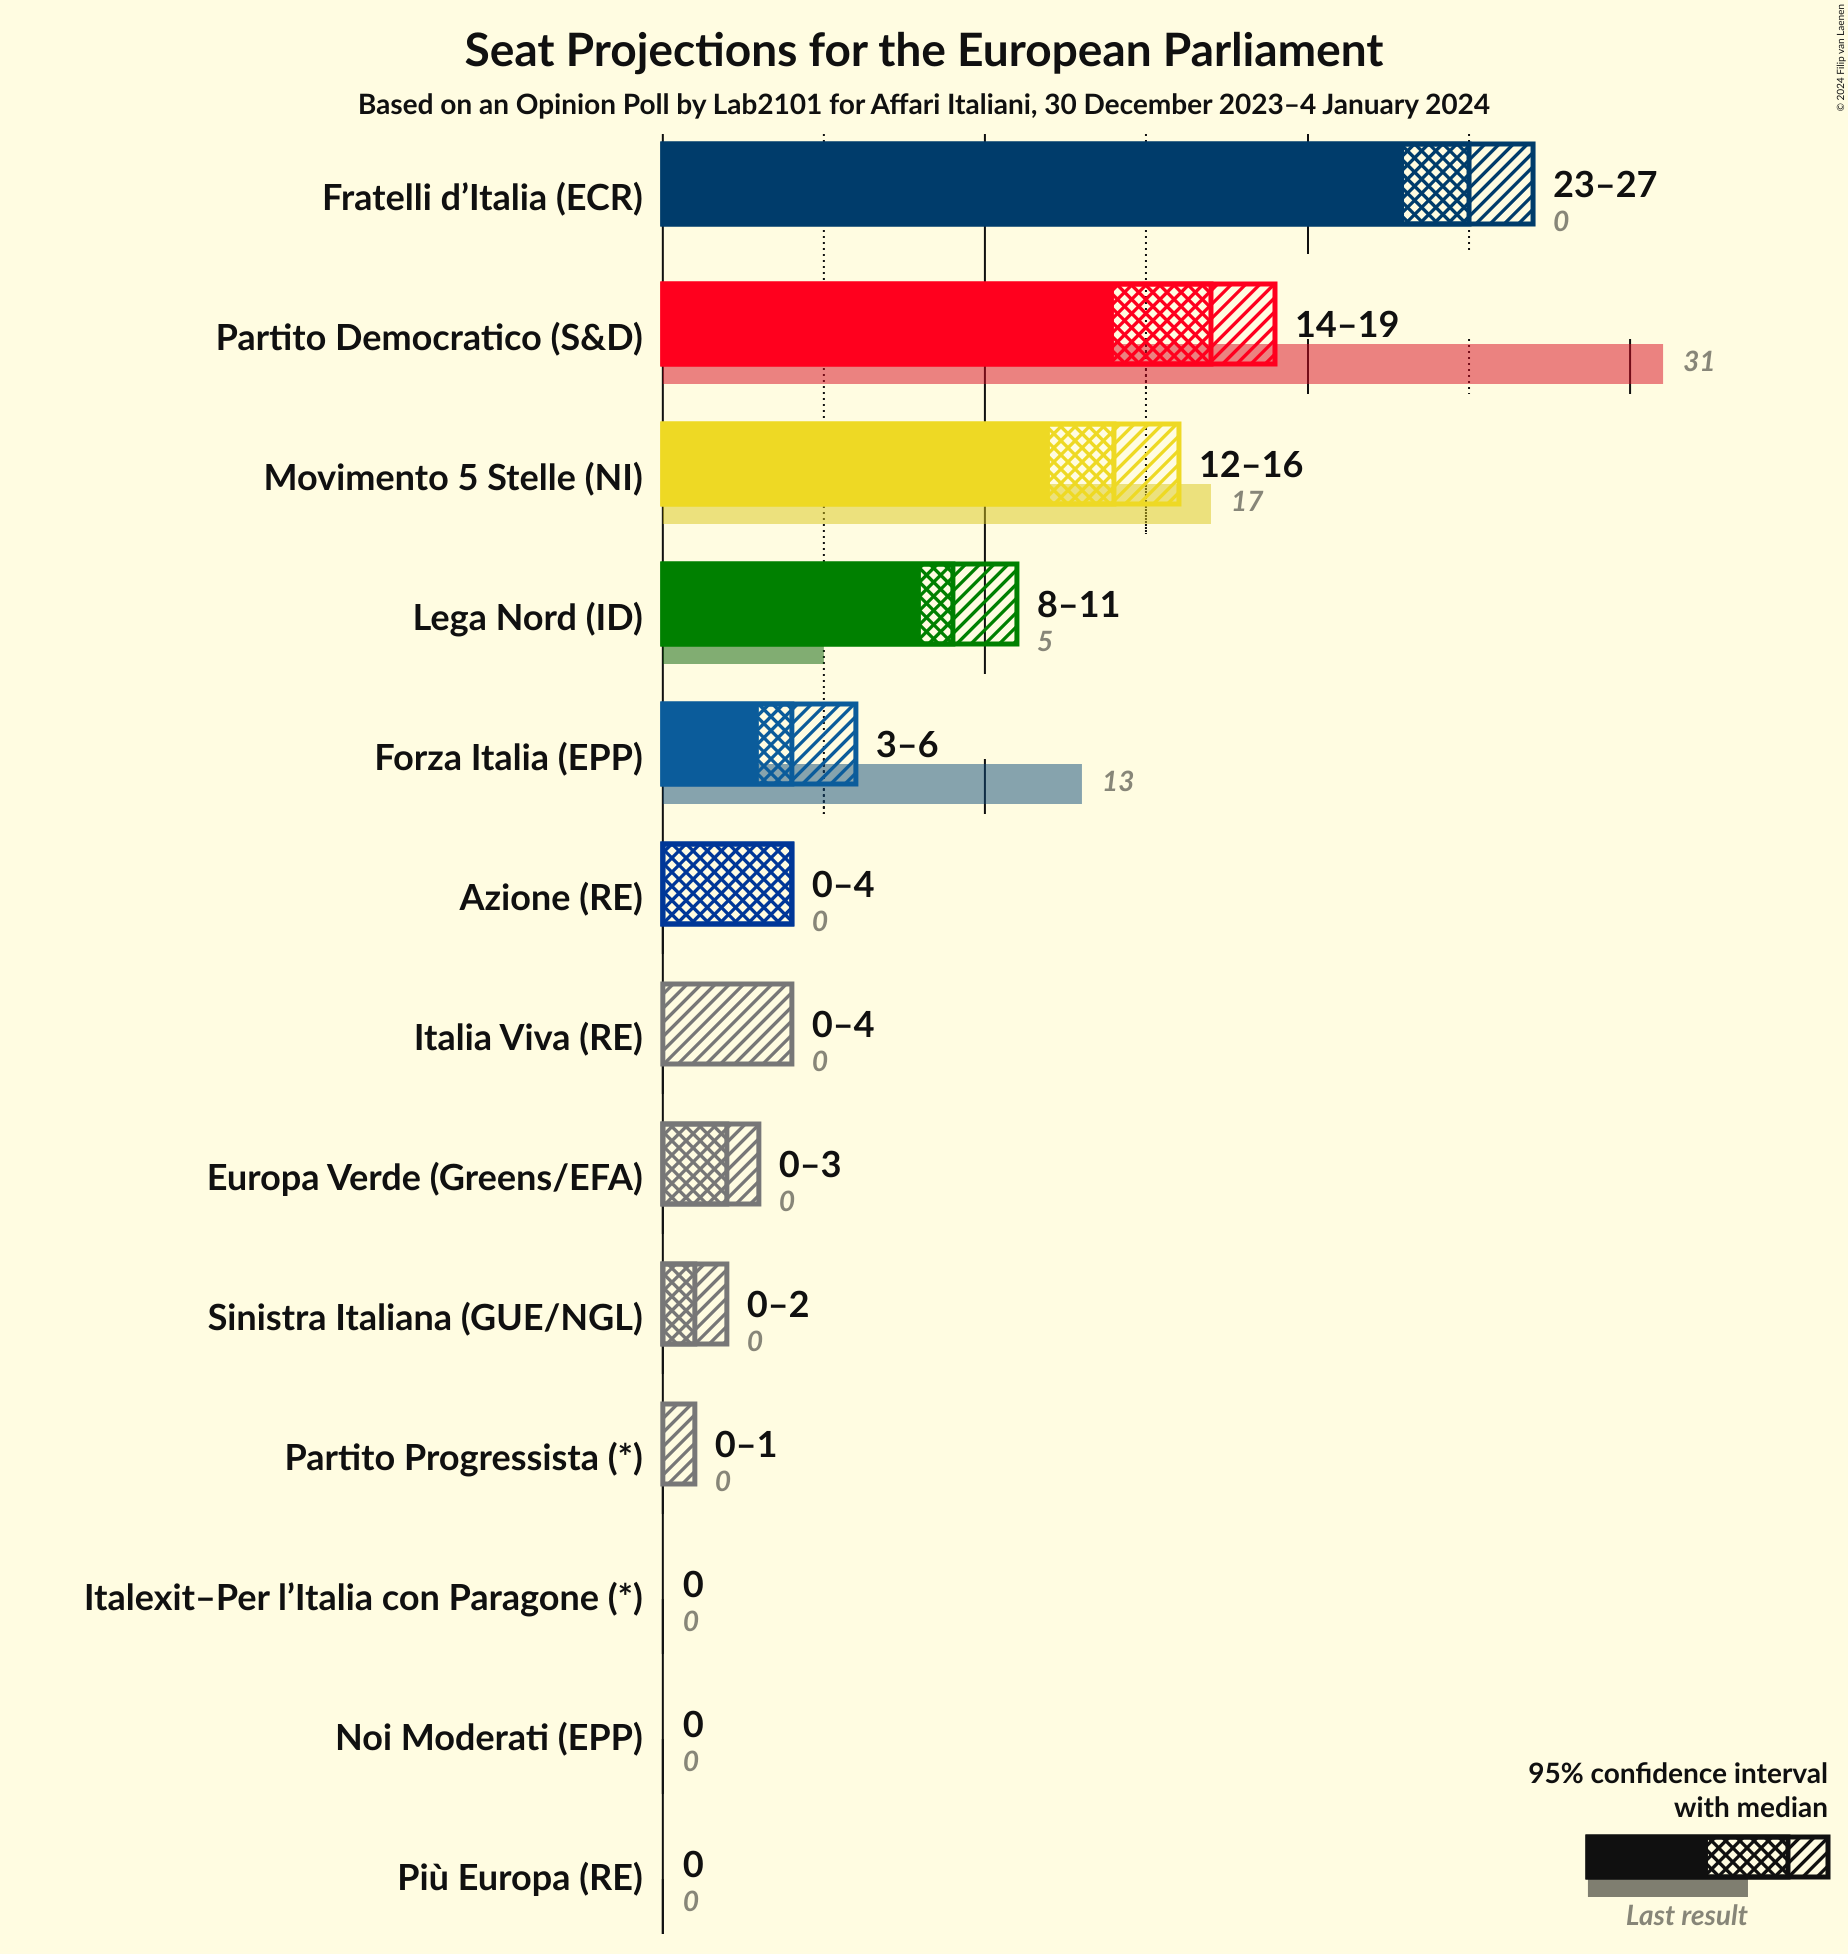 Seat Projections for the European Parliament
Based on an Opinion Poll by Lab2101 for Affari Italiani, 30 December 2023–4 January 2024
© 2024 Filip van Laenen
Fratelli d’Italia (ECR)
23–27
0
Partito Democratico (S&D)
14–19
31
Movimento 5 Stelle (NI)
12–16
17
Lega Nord (ID)
8–11
5
Forza Italia (EPP)
3–6
13
Azione (RE)
0–4
0
Italia Viva (RE)
0–4
0
Europa Verde (Greens/EFA)
0–3
0
Sinistra Italiana (GUE/NGL)
0–2
0
Partito Progressista (*)
0–1
0
Italexit–Per l’Italia con Paragone (*)
0
0
Noi Moderati (EPP)
0
0
Più Europa (RE)
0
0
95% confidence interval
with median
Last result